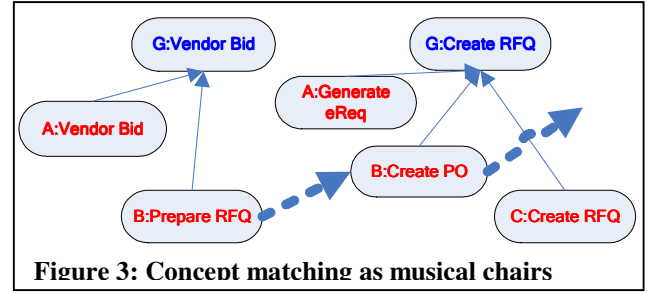 G:Vendor Bid
G:Create RFQ
A:Generate
eReq
A:Vendor Bid
B:Create PO
B:Prepare RFQ
C:Create RFQ
Figure 3: Concept matching as musical chairs